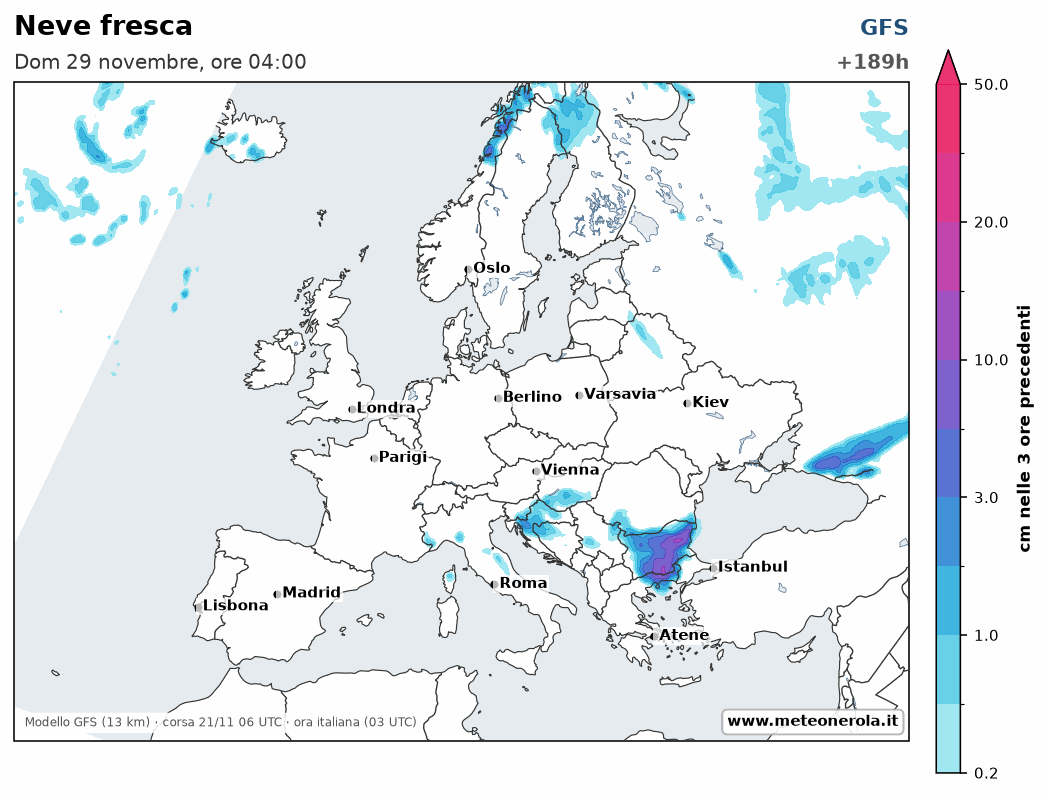 Neve fresca
GFS
Dom 29 novembre, ore 04:00
+189h
50.0
20.0
10.0
3.0
1.0
0.2
cm nelle 3 ore precedenti
Oslo
Berlino
Varsavia
Kiev
Londra
Parigi
Vienna
Istanbul
Roma
Madrid
Lisbona
Atene
Modello GFS (13 km) · corsa 21/11 06 UTC · ora italiana (03 UTC)
www.meteonerola.it